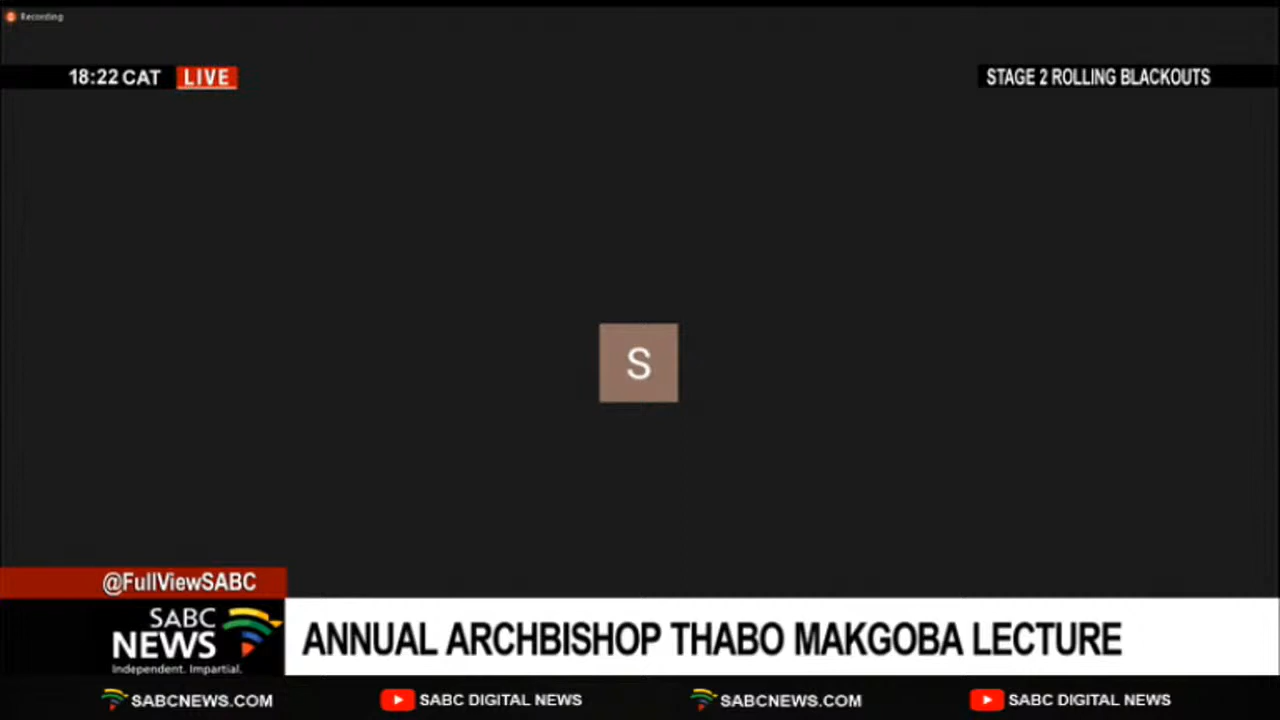 Recording
18:22 CAT LIVE
STAGE 2 ROLLING BLACKOUTS
S
@FullViewSABC
SABC
NEWS
Independent. Impartial.
ANNUAL ARCHBISHOP THABO MAKGOBA LECTURE
SABCNEWS.COM SABC DIGITAL NEWS SABCNEWS.COM SABC DIGITAL NEWS